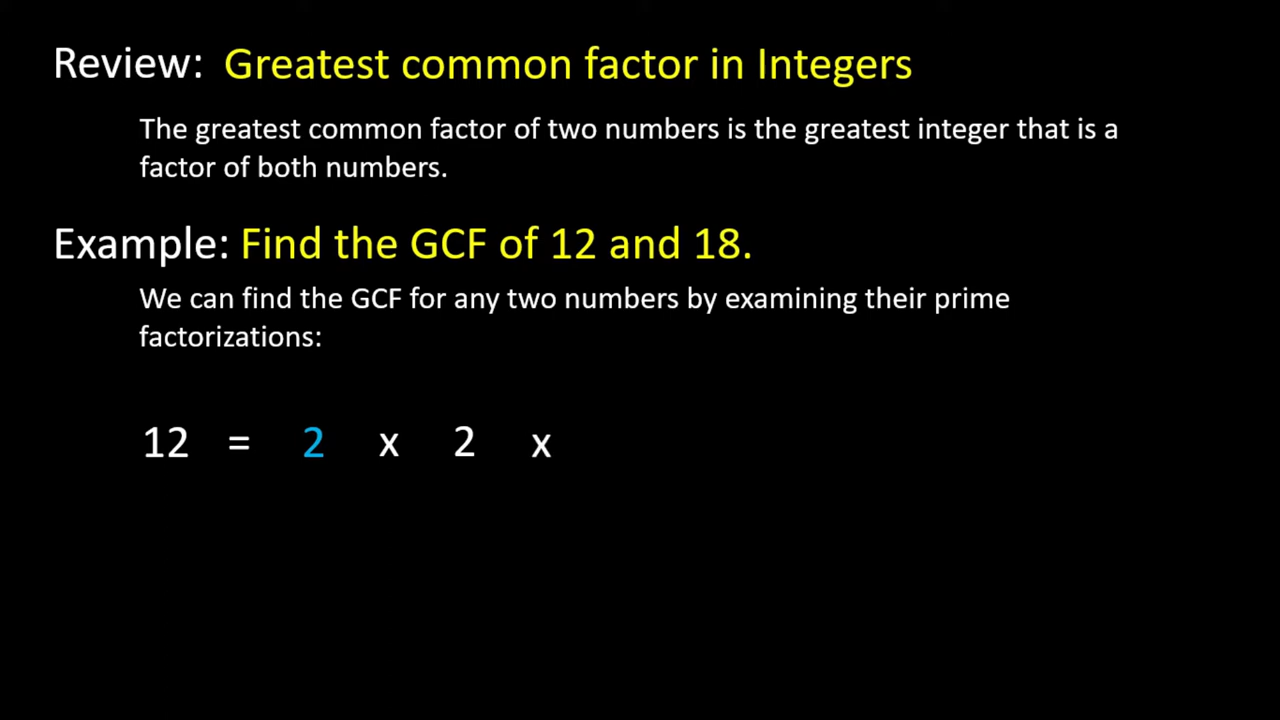 Review: Greatest common factor in Integers
The greatest common factor of two numbers is the greatest integer that is a
factor of both numbers.
Example: Find the GCF of 12 and 18.
We can find the GCF for any two numbers by examining their prime
factorizations:
12 = 2 x 2 x